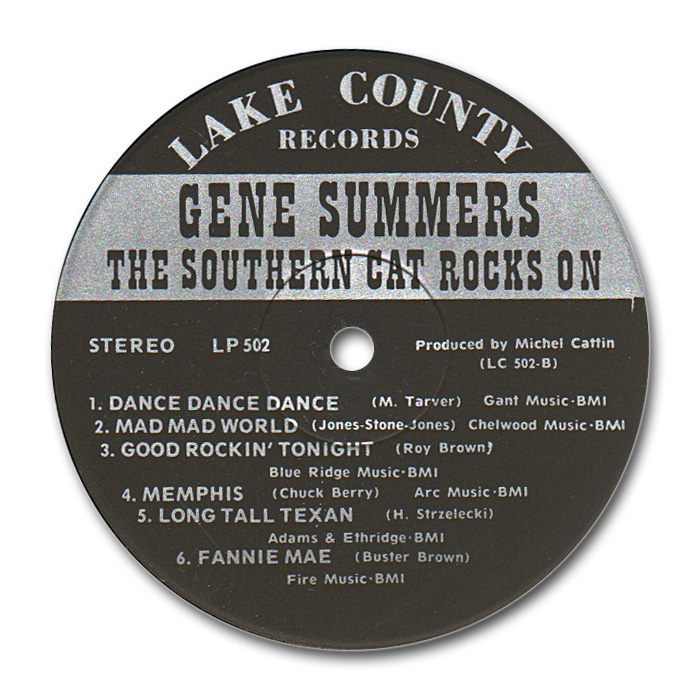 LAKE COUNTY
RECORDS
GENE SUMMERS
THE SOUTHERN CAT ROCKS ON
STEREO LP 502 Produced by Michel Cattin
(LC 502-B)
1. DANCE DANCE DANCE (M. Tarver) Gant Music·BMI
2. MAD MAD WORLD (Jones-Stone-Jones) Chelwood Music·BMI
3. GOOD ROCKIN' TONIGHT (Roy Brown)
Blue Ridge Music·BMI
4. MEMPHIS (Chuck Berry) Arc Music·BMI
5. LONG TALL TEXAN (H. Strzelecki)
Adams & Ethridge·BMI
6. FANNIE MAE (Buster Brown)
Fire Music·BMI